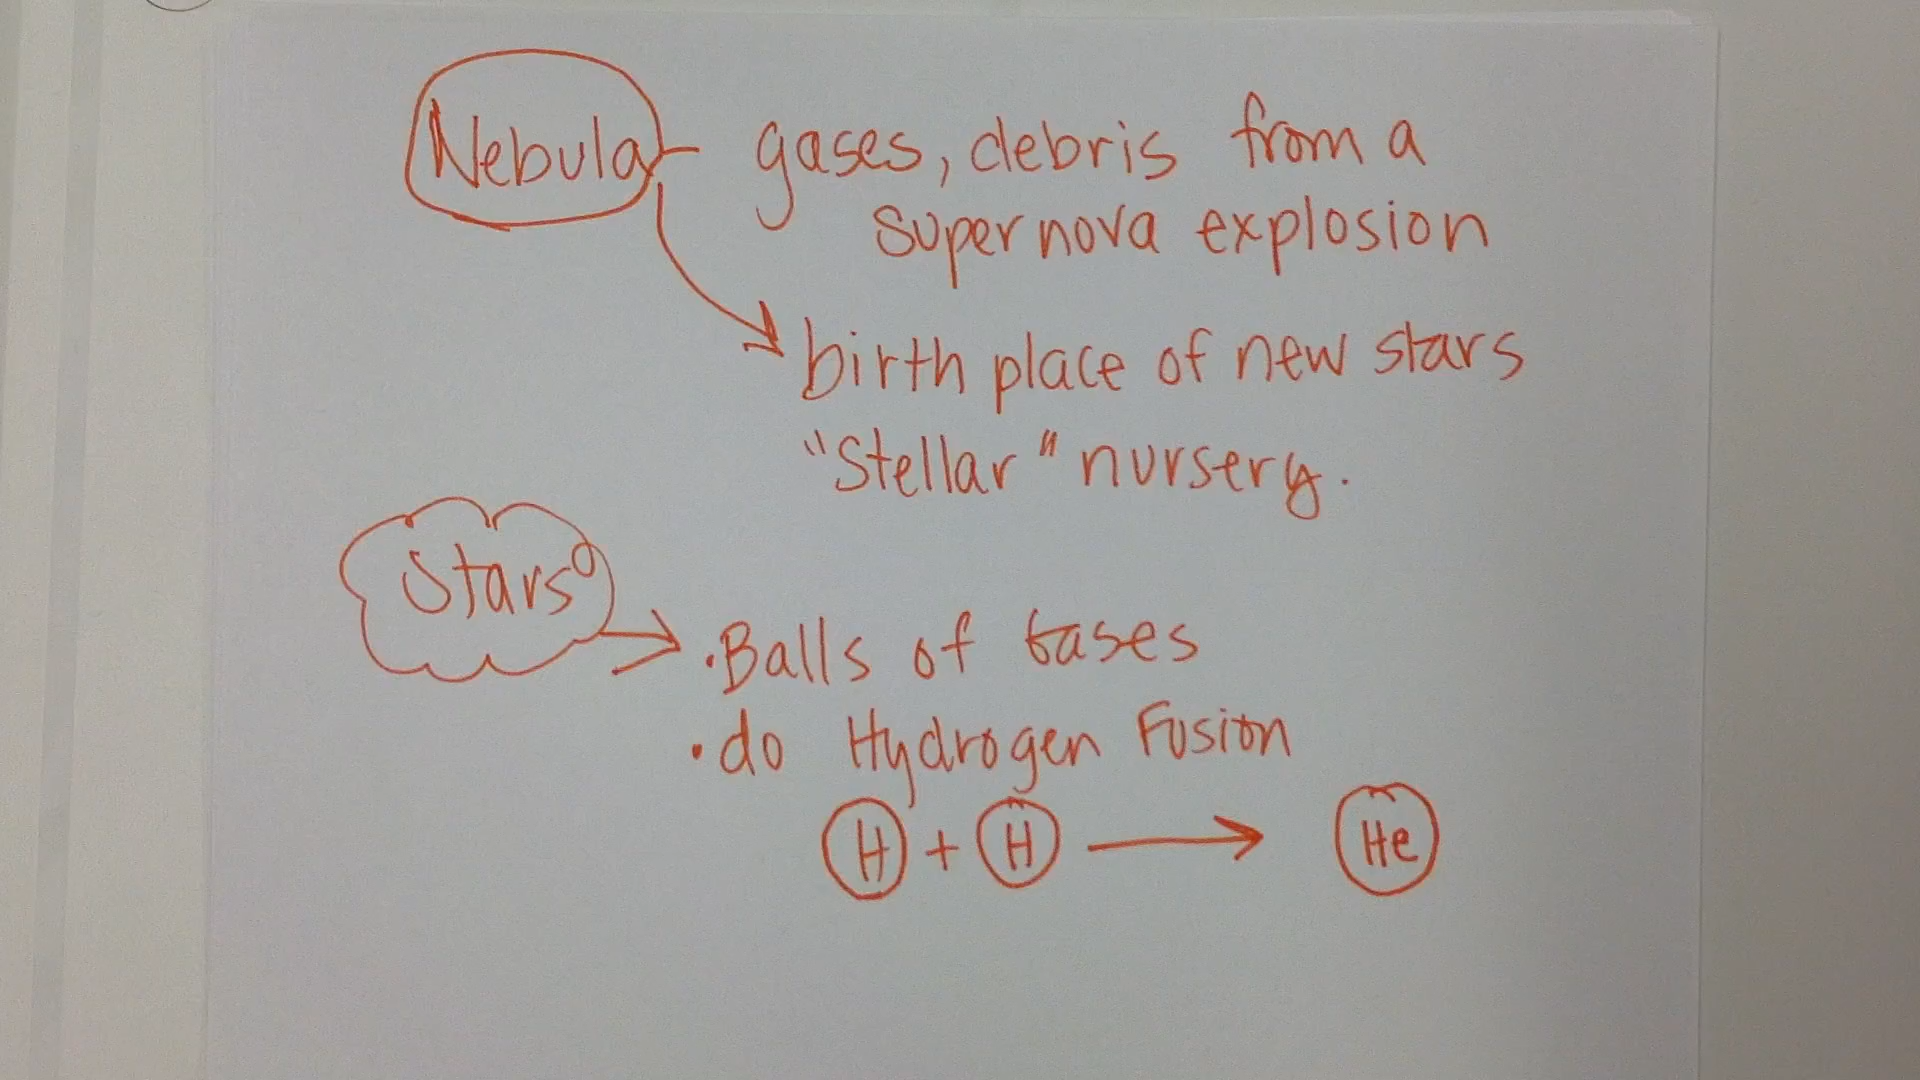 Nebula - gases, debris from a
supernova explosion
birth place of new stars
"Stellar" nursery.
Stars
• Balls of Gases
• do Hydrogen Fusion
H + H → He